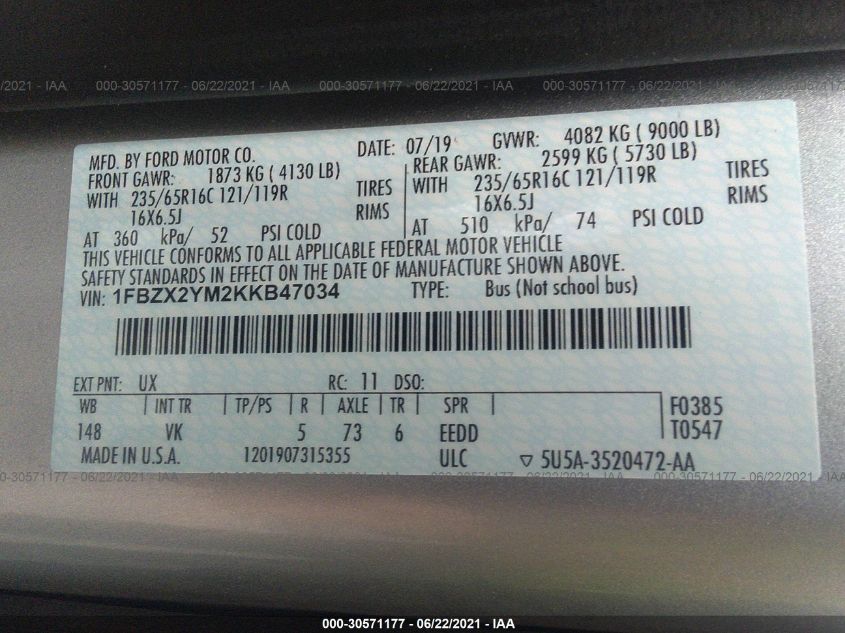 06/22/2021 - IAA 000-30571177 - 06/22/2021 - IAA 000-30571177 - 06/22/2021 - IAA 000-30571177
MFD. BY FORD MOTOR CO. DATE: 07/19 GVWR: 4082 KG ( 9000 LB)
FRONT GAWR: 1873 KG ( 4130 LB) REAR GAWR: 2599 KG ( 5730 LB)
WITH 235/65R16C 121/119R TIRES WITH 235/65R16C 121/119R TIRES
16X6.5J RIMS 16X6.5J RIMS
AT 360 kPa/ 52 PSI COLD AT 510 kPa/ 74 PSI COLD
THIS VEHICLE CONFORMS TO ALL APPLICABLE FEDERAL MOTOR VEHICLE
SAFETY STANDARDS IN EFFECT ON THE DATE OF MANUFACTURE SHOWN ABOVE.
VIN: 1FBZX2YM2KKB47034 TYPE: Bus (Not school bus)
EXT PNT: UX RC: 11 DSO:
WB INT TR TP/PS R AXLE TR SPR F0385
148 VK 5 73 6 EEDD T0547
MADE IN U.S.A. 1201907315355 ULC ▽ 5U5A-3520472-AA
000-30571177 - 06/22/2021 - IAA